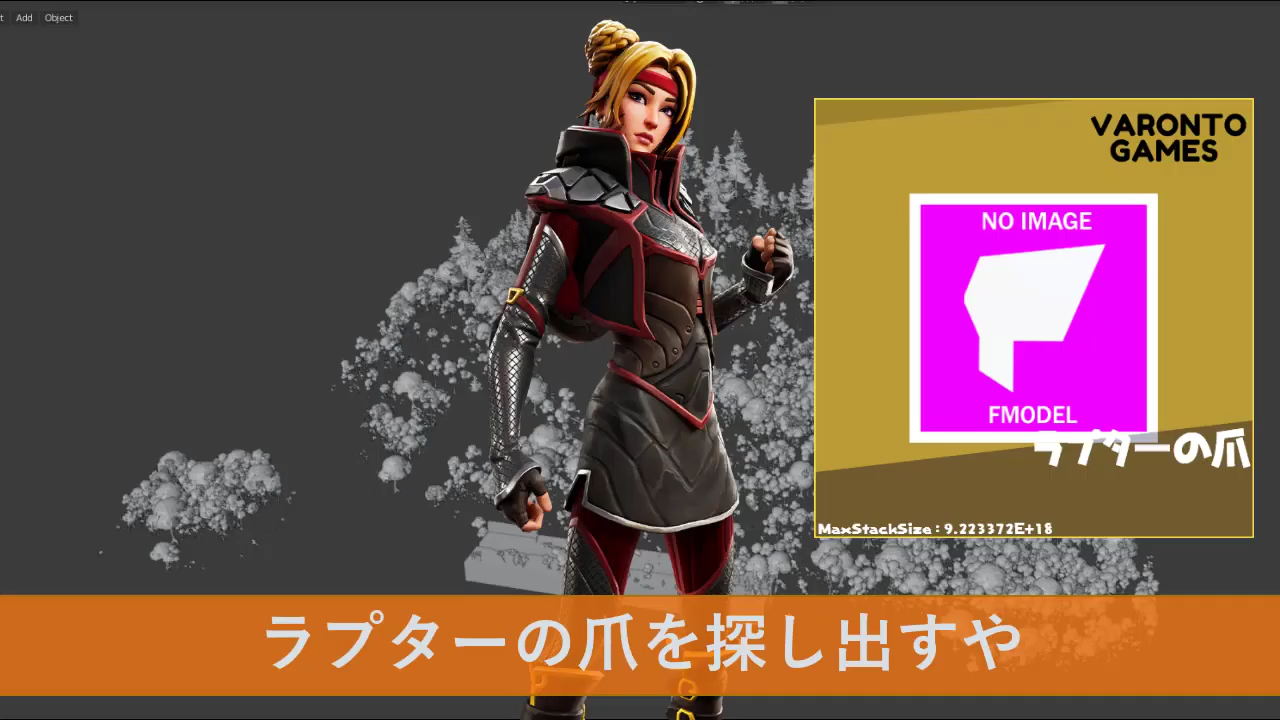 Add
Object
VARONTO
GAMES
NO IMAGE
FMODEL
ラプターの爪
MaxStackSize : 9.223372E+18
ラプターの爪を探し出すや